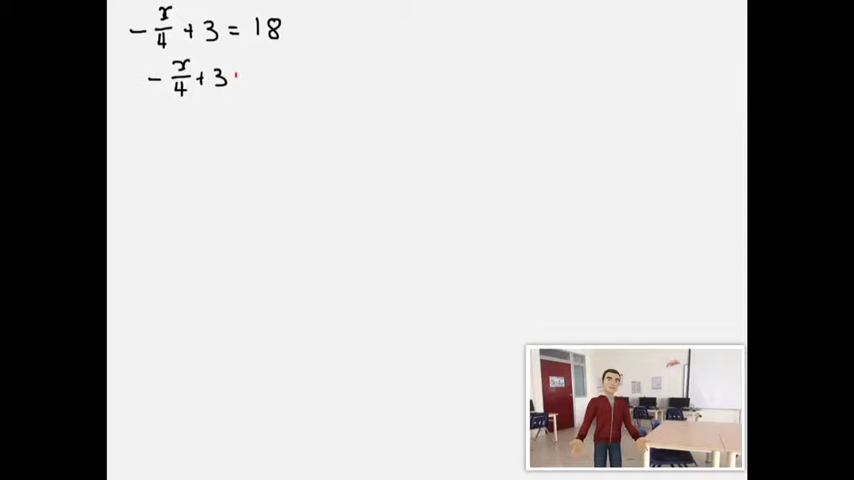 - x/4 + 3 = 18
- x/4 + 3